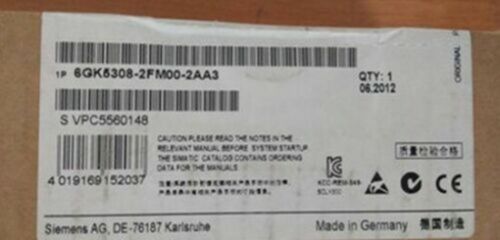 1P 6GK5308-2FM00-2AA3
QTY: 1
06.2012
S VPC5560148
CAUTION PLEASE READ THE NOTES IN THE
RELEVANT MANUAL BEFORE SYSTEM STARTUP
THE SIMATIC CATALOG CONTAINS ORDERING
DATA FOR THE MANUALS
4 019169 152037
质量检验合格
ORIGINAL
Siemens AG, DE-76187 Karlsruhe
Made in Germany 德国制造